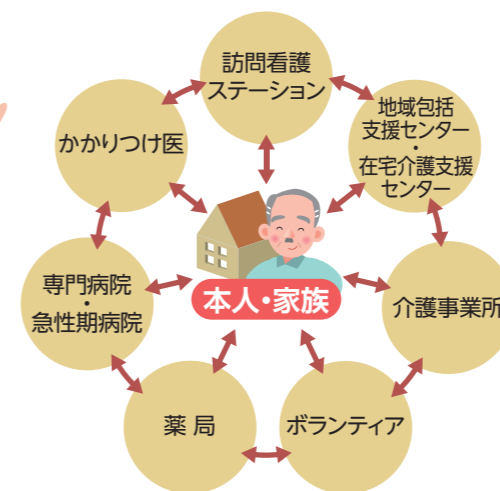 訪問看護
ステーション
かかりつけ医
地域包括
支援センター
・
在宅介護支援
センター
専門病院
・
急性期病院
本人・家族
介護事業所
薬局
ボランティア